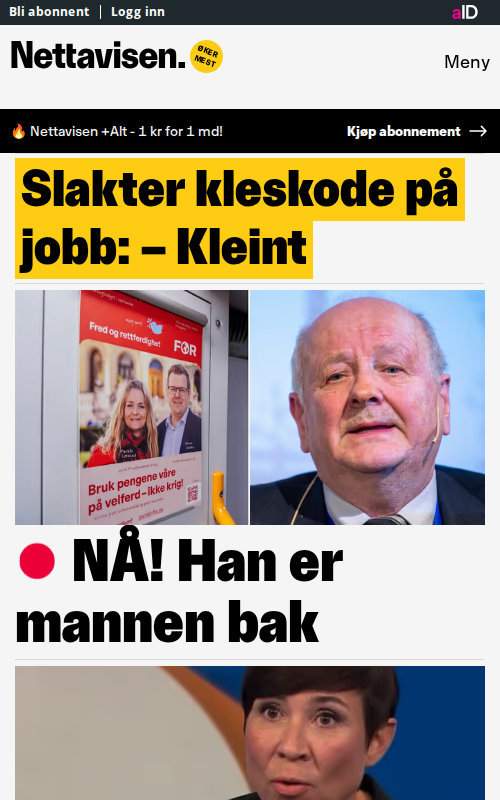 Bli abonnent
Logg inn
aID
Nettavisen.
ØKER
MEST
Meny
Nettavisen +Alt - 1 kr for 1 md!
Kjøp abonnement
Slakter kleskode på
jobb: – Kleint
Fred og rettferdighet
FOR
Bruk pengene våre
på velferd – ikke krig!
NÅ! Han er
mannen bak